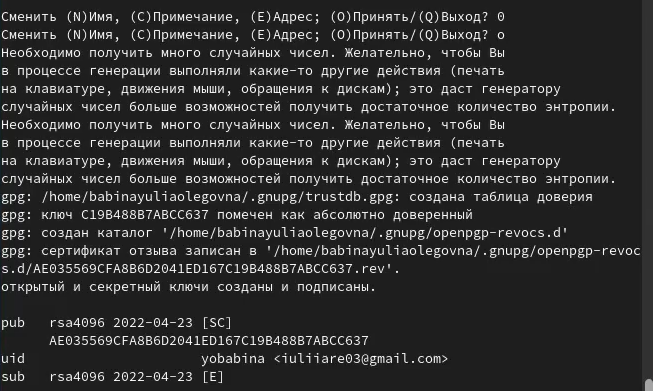 Сменить (N)Имя, (C)Примечание, (E)Адрес; (O)Принять/(Q)Выход? 0
Сменить (N)Имя, (C)Примечание, (E)Адрес; (O)Принять/(Q)Выход? o
Необходимо получить много случайных чисел. Желательно, чтобы Вы
в процессе генерации выполняли какие-то другие действия (печать
на клавиатуре, движения мыши, обращения к дискам); это даст генератору
случайных чисел больше возможностей получить достаточное количество энтропии.
Необходимо получить много случайных чисел. Желательно, чтобы Вы
в процессе генерации выполняли какие-то другие действия (печать
на клавиатуре, движения мыши, обращения к дискам); это даст генератору
случайных чисел больше возможностей получить достаточное количество энтропии.
gpg: /home/babinayuliaolegovna/.gnupg/trustdb.gpg: создана таблица доверия
gpg: ключ C19B488B7ABCC637 помечен как абсолютно доверенный
gpg: создан каталог '/home/babinayuliaolegovna/.gnupg/openpgp-revocs.d'
gpg: сертификат отзыва записан в '/home/babinayuliaolegovna/.gnupg/openpgp-revoc
s.d/AE035569CFA8B6D2041ED167C19B488B7ABCC637.rev'.
открытый и секретный ключи созданы и подписаны.
pub rsa4096 2022-04-23 [SC]
AE035569CFA8B6D2041ED167C19B488B7ABCC637
uid yobabina <iuliiare03@gmail.com>
sub rsa4096 2022-04-23 [E]